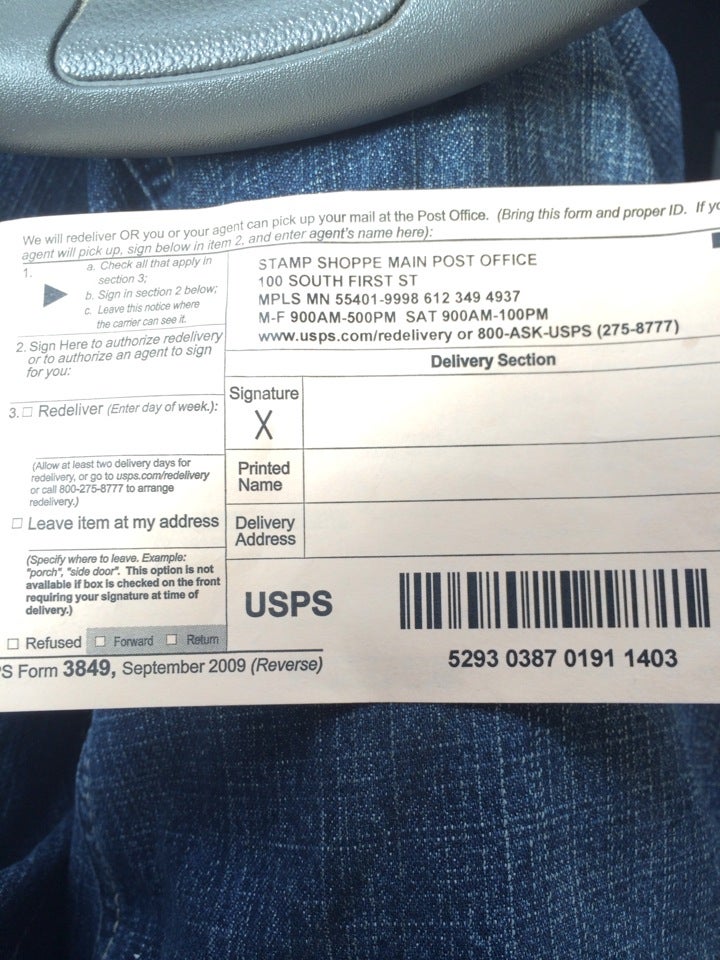 We will redeliver OR you or your agent can pick up your mail at the Post Office. (Bring this form and proper ID. If
agent will pick up, sign below in item 2, and enter agent's name here):
1.
a. Check all that apply in
section 3;
b. Sign in section 2 below;
c. Leave this notice where
the carrier can see it.
STAMP SHOPPE MAIN POST OFFICE
100 SOUTH FIRST ST
MPLS MN 55401-9998 612 349 4937
M-F 900AM-500PM SAT 900AM-100PM
www.usps.com/redelivery or 800-ASK-USPS (275-8777)
2. Sign Here to authorize redelivery
or to authorize an agent to sign
for you:
3. □ Redeliver (Enter day of week.):
(Allow at least two delivery days for
redelivery, or go to usps.com/redelivery
or call 800-275-8777 to arrange
redelivery.)
□ Leave item at my address
(Specify where to leave. Example:
"porch", "side door". This option is not
available if box is checked on the front
requiring your signature at time of
delivery.)
□ Refused □ Forward □ Return
Delivery Section
Signature
X
Printed
Name
Delivery
Address
USPS
5293 0387 0191 1403
PS Form 3849, September 2009 (Reverse)